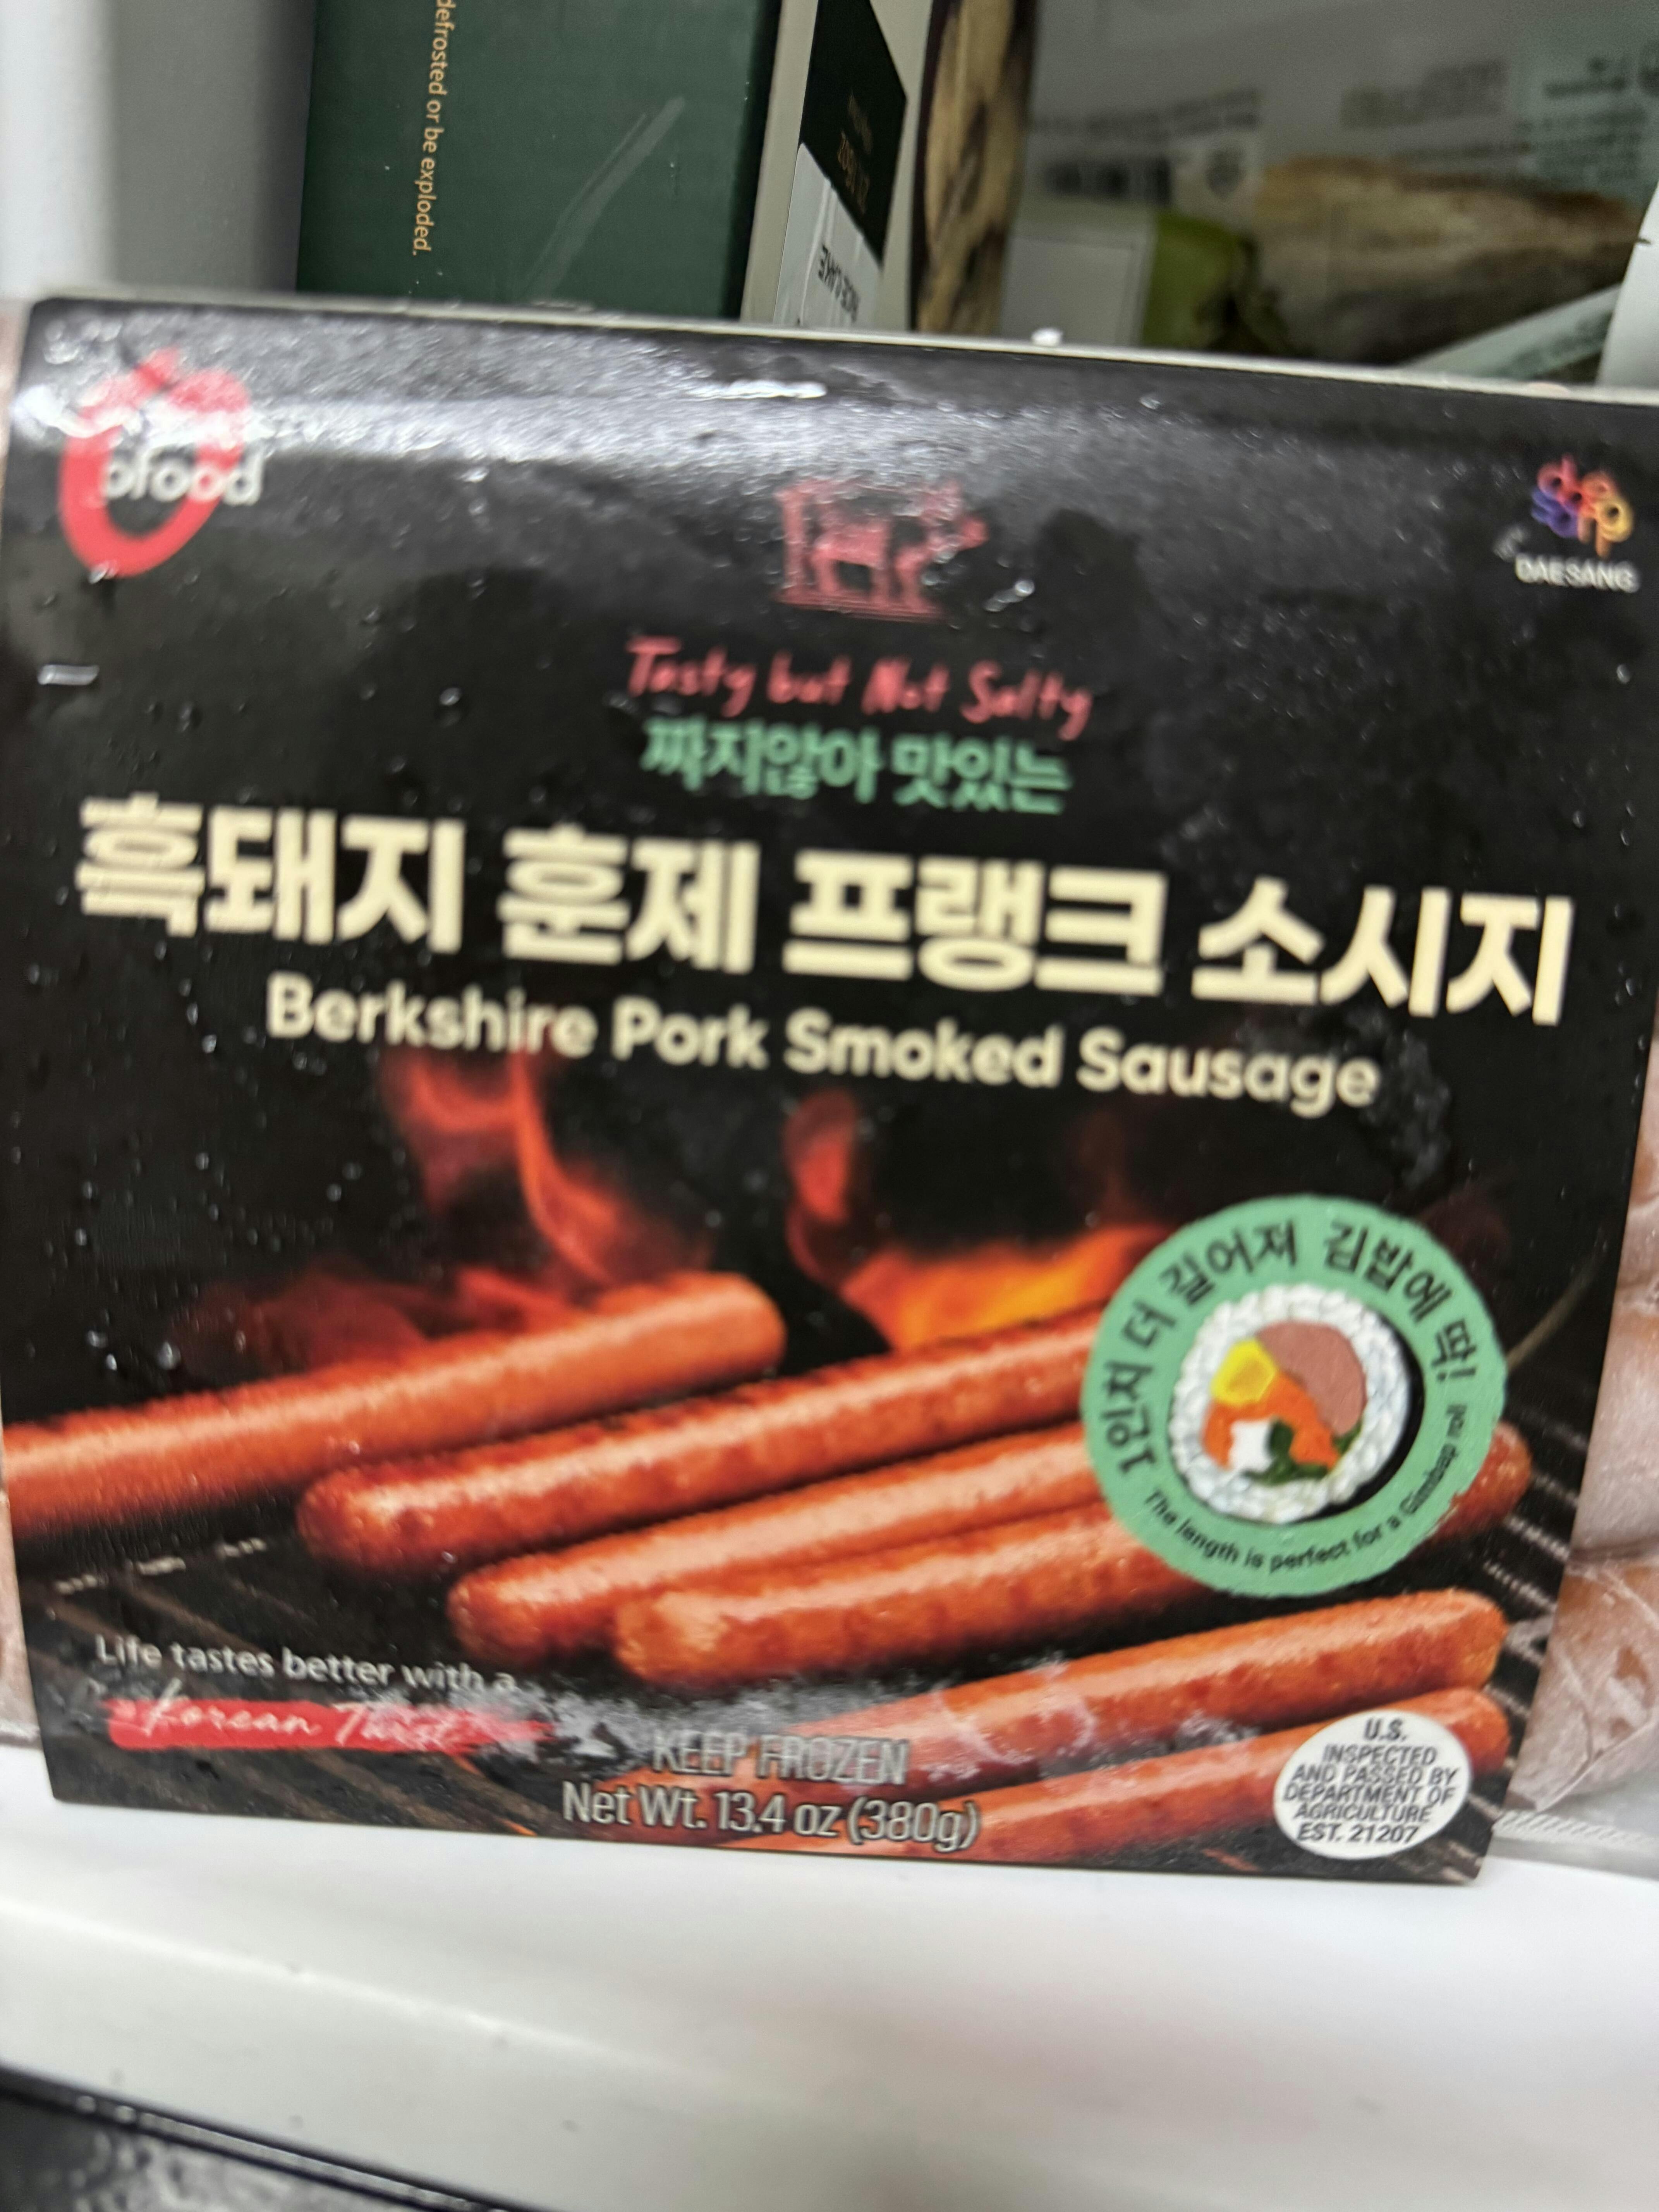 defrosted or be exploded.
ofood
DAESANG
Tasty but Not Salty
짜지않아 맛있는
흑돼지 훈제 프랭크 소시지
Berkshire Pork Smoked Sausage
1인치 더 길어져 김밥에 딱!
The length is perfect for a Gimbap roll
Life tastes better with a
Korean Twist
KEEP FROZEN
Net Wt. 13.4 oz (380g)
U.S.
INSPECTED
AND PASSED BY
DEPARTMENT OF
AGRICULTURE
EST. 21207